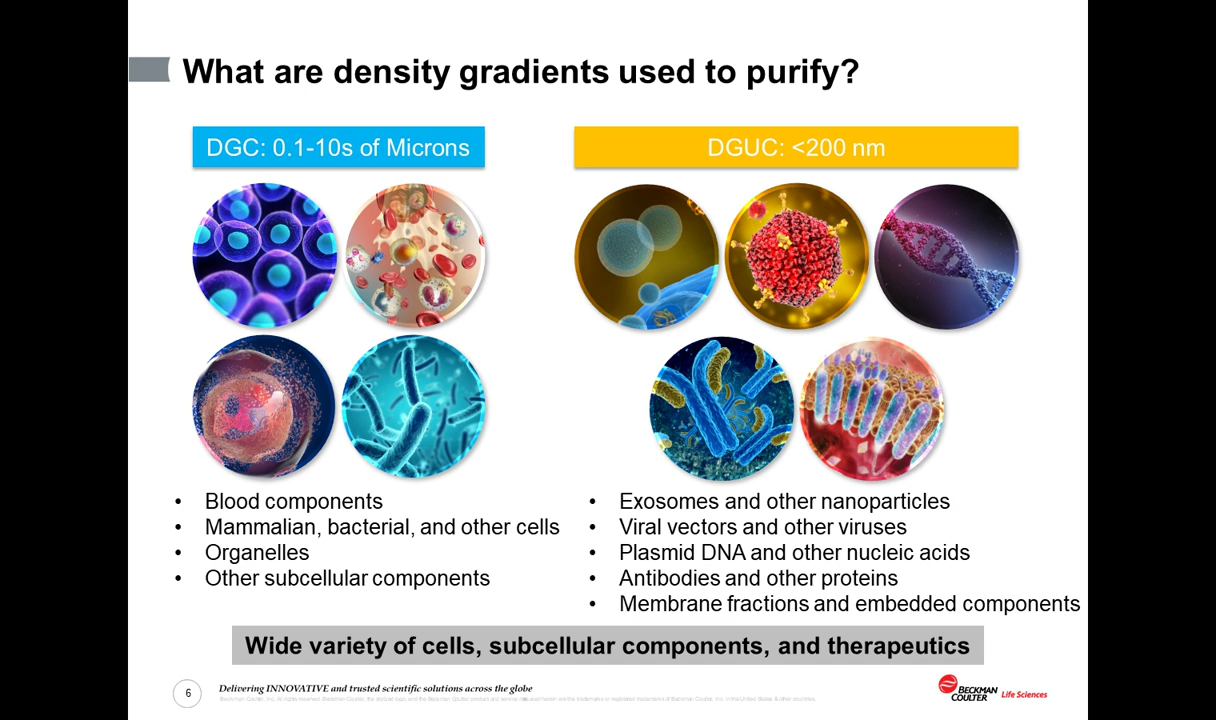 What are density gradients used to purify?
DGC: 0.1-10s of Microns
DGUC: <200 nm
• Blood components
• Mammalian, bacterial, and other cells
• Organelles
• Other subcellular components
• Exosomes and other nanoparticles
• Viral vectors and other viruses
• Plasmid DNA and other nucleic acids
• Antibodies and other proteins
• Membrane fractions and embedded components
Wide variety of cells, subcellular components, and therapeutics
6
Delivering INNOVATIVE and trusted scientific solutions across the globe
BECKMAN
COULTER
Life Sciences